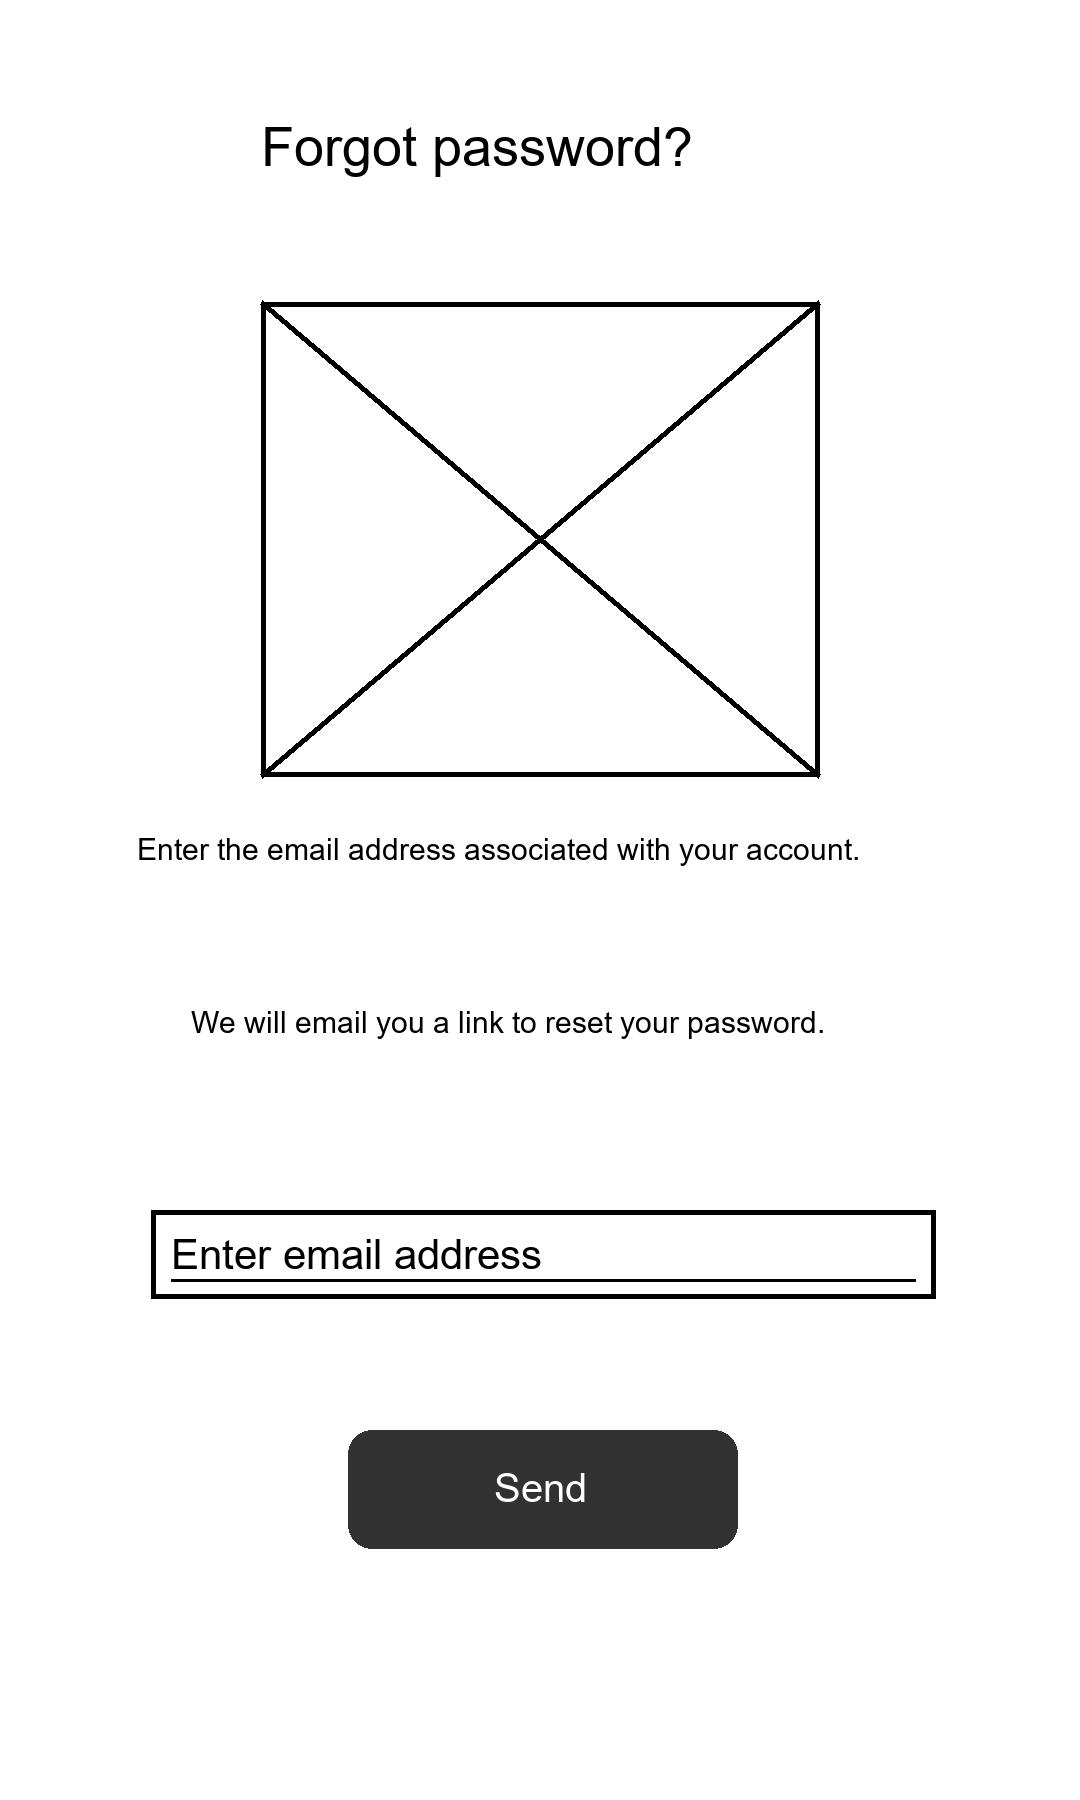 Forgot password?
Enter the email address associated with your account.
We will email you a link to reset your password.
Enter email address
Send